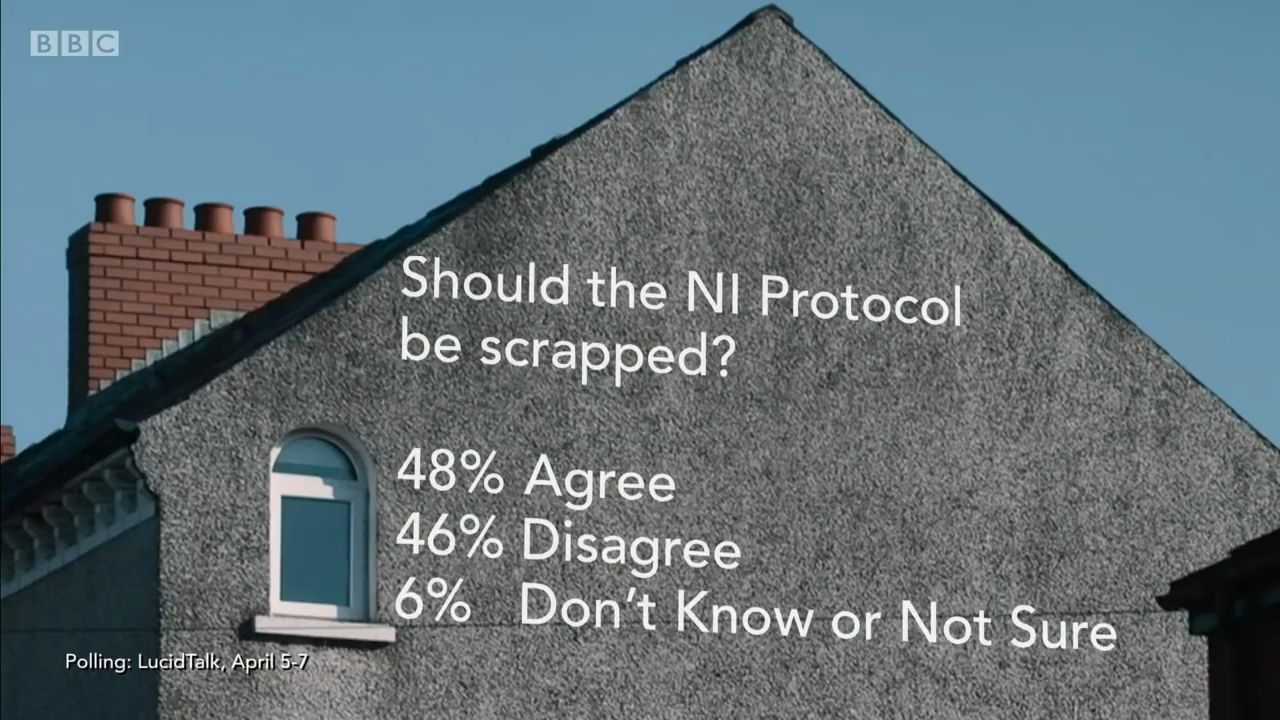 BBC
Should the NI Protocol
be scrapped?
48% Agree
46% Disagree
6% Don't Know or Not Sure
Polling: LucidTalk, April 5-7